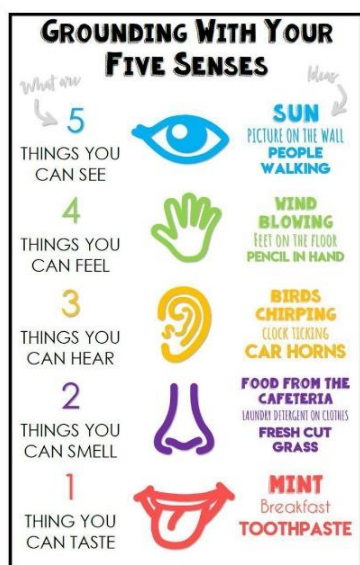 GROUNDING WITH YOUR
FIVE SENSES
What are
Ideas
5
THINGS YOU
CAN SEE
SUN
PICTURE ON THE WALL
PEOPLE
WALKING
4
THINGS YOU
CAN FEEL
WIND
BLOWING
FEET ON THE FLOOR
PENCIL IN HAND
3
THINGS YOU
CAN HEAR
BIRDS
CHIRPING
CLOCK TICKING
CAR HORNS
2
THINGS YOU
CAN SMELL
FOOD FROM THE
CAFETERIA
LAUNDRY DETERGENT ON CLOTHES
FRESH CUT
GRASS
1
THING YOU
CAN TASTE
MINT
Breakfast
TOOTHPASTE